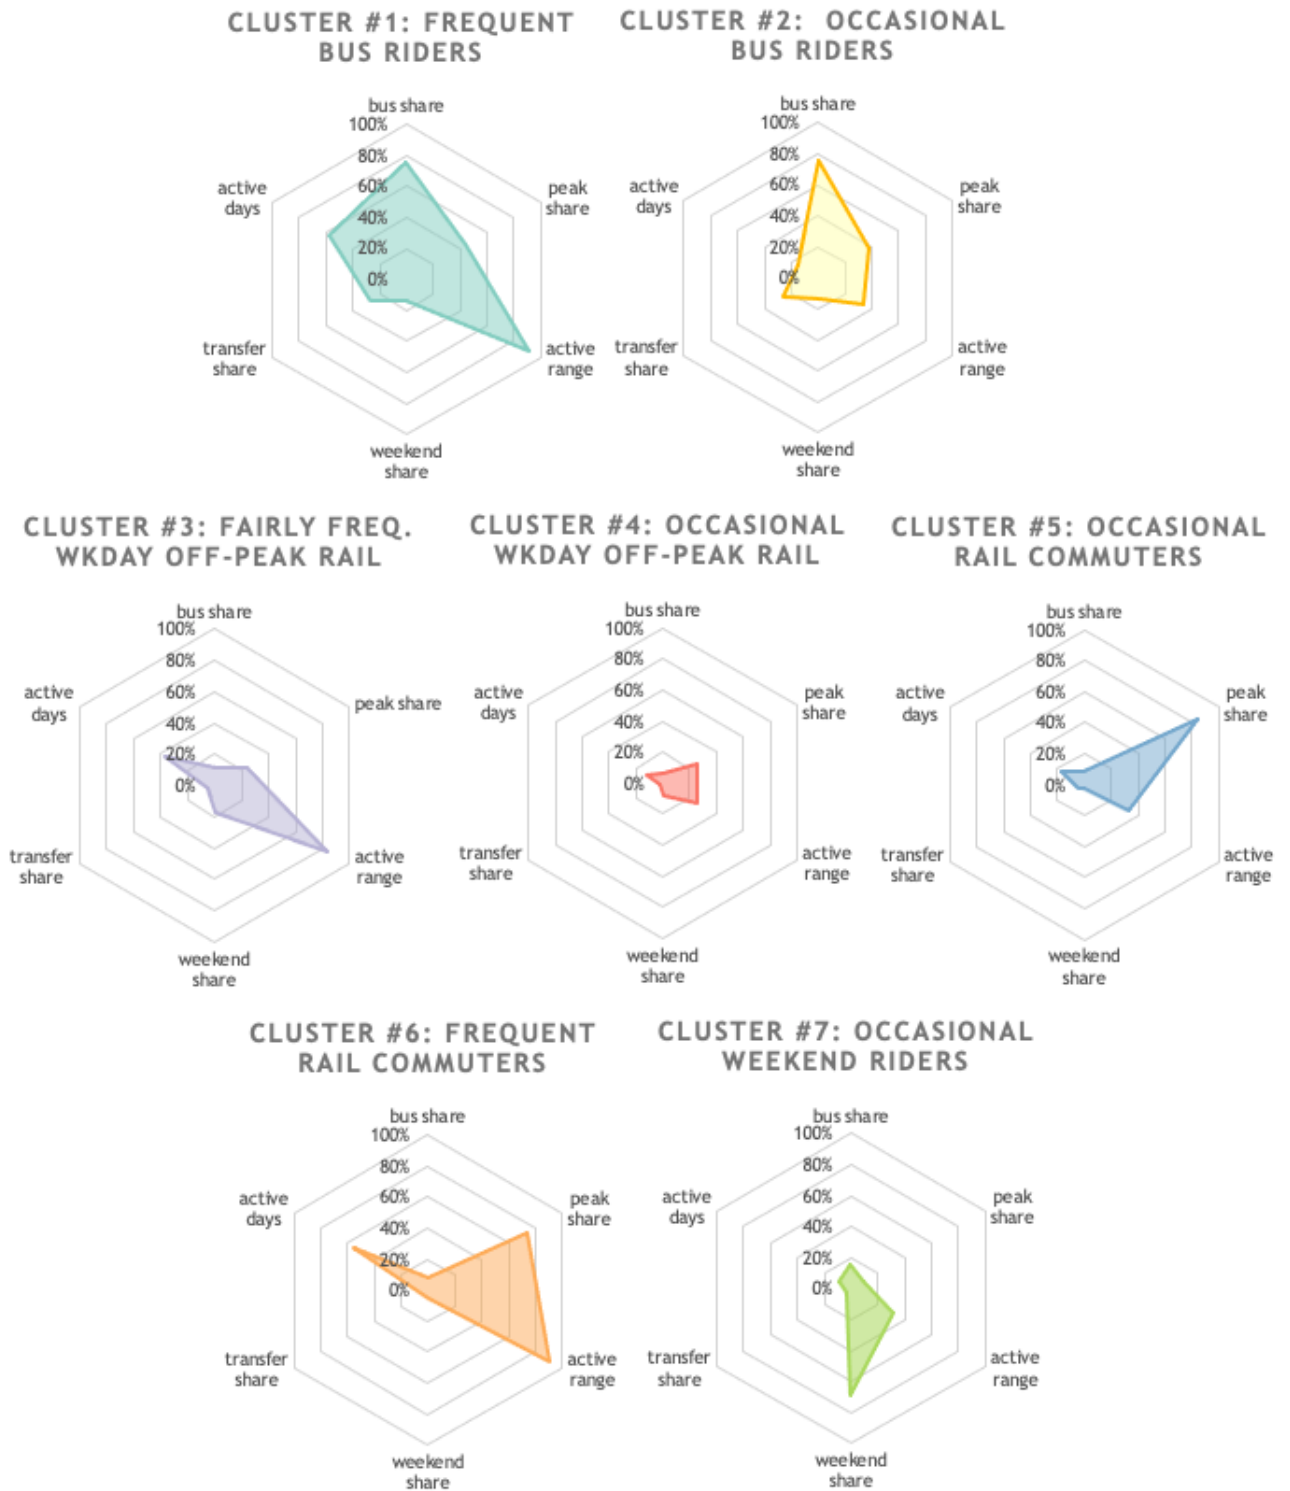 CLUSTER #1: FREQUENT
BUS RIDERS
bus share
100%
80%
60%
40%
20%
0%
active
days
peak
share
transfer
share
active
range
weekend
share
CLUSTER #2: OCCASIONAL
BUS RIDERS
bus share
100%
80%
60%
40%
20%
0%
active
days
peak
share
transfer
share
active
range
weekend
share
CLUSTER #3: FAIRLY FREQ.
WKDAY OFF-PEAK RAIL
bus share
100%
80%
60%
40%
20%
0%
active
days
peak share
transfer
share
active
range
weekend
share
CLUSTER #4: OCCASIONAL
WKDAY OFF-PEAK RAIL
bus share
100%
80%
60%
40%
20%
0%
active
days
peak
share
transfer
share
active
range
weekend
share
CLUSTER #5: OCCASIONAL
RAIL COMMUTERS
bus share
100%
80%
60%
40%
20%
0%
active
days
peak
share
transfer
share
active
range
weekend
share
CLUSTER #6: FREQUENT
RAIL COMMUTERS
bus share
100%
80%
60%
40%
20%
0%
active
days
peak
share
transfer
share
active
range
weekend
share
CLUSTER #7: OCCASIONAL
WEEKEND RIDERS
bus share
100%
80%
60%
40%
20%
0%
active
days
peak
share
transfer
share
active
range
weekend
share